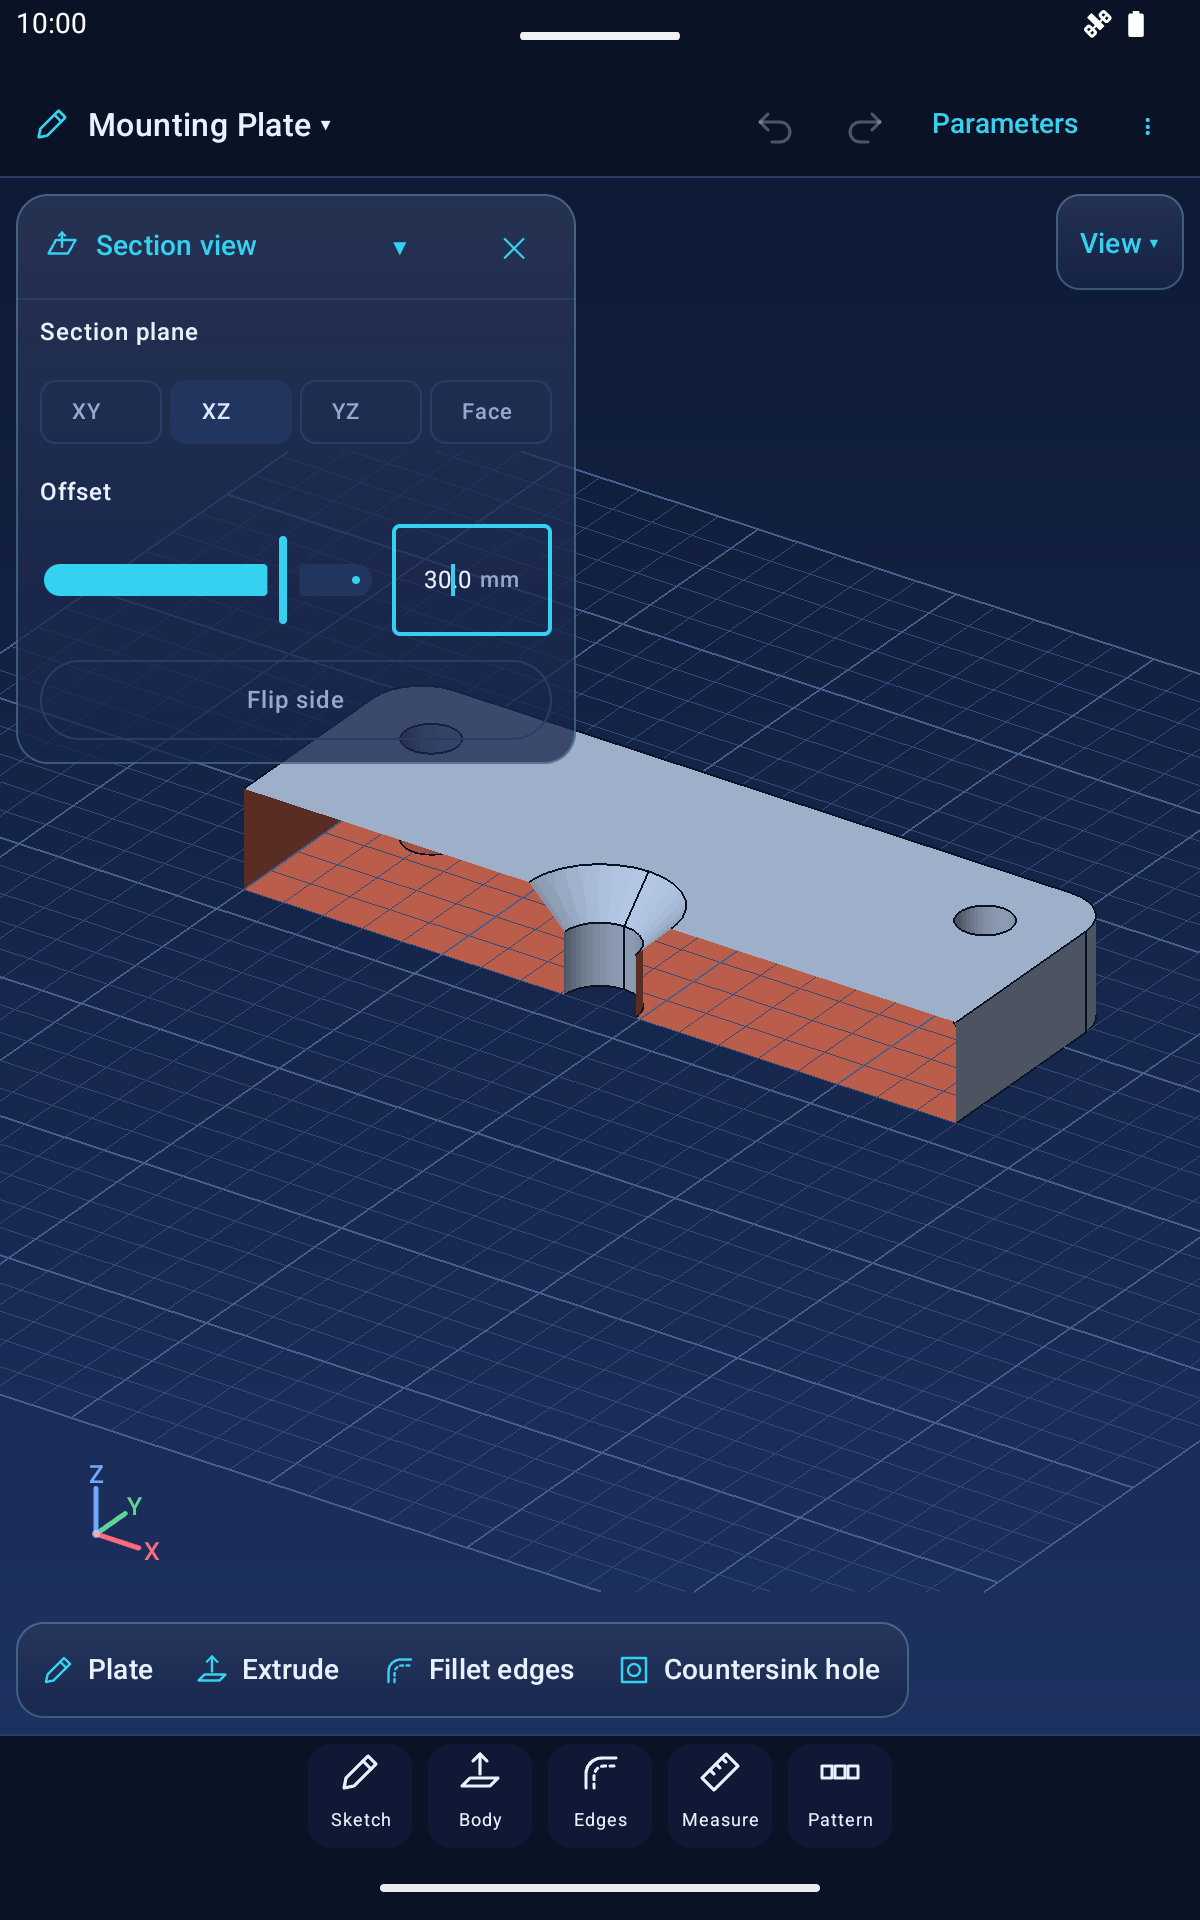 10:00
Mounting Plate
Parameters
Section view
View
Section plane
XY XZ YZ Face
Offset
30.0 mm
Flip side
Z
Y
X
Plate Extrude Fillet edges Countersink hole
Sketch Body Edges Measure Pattern